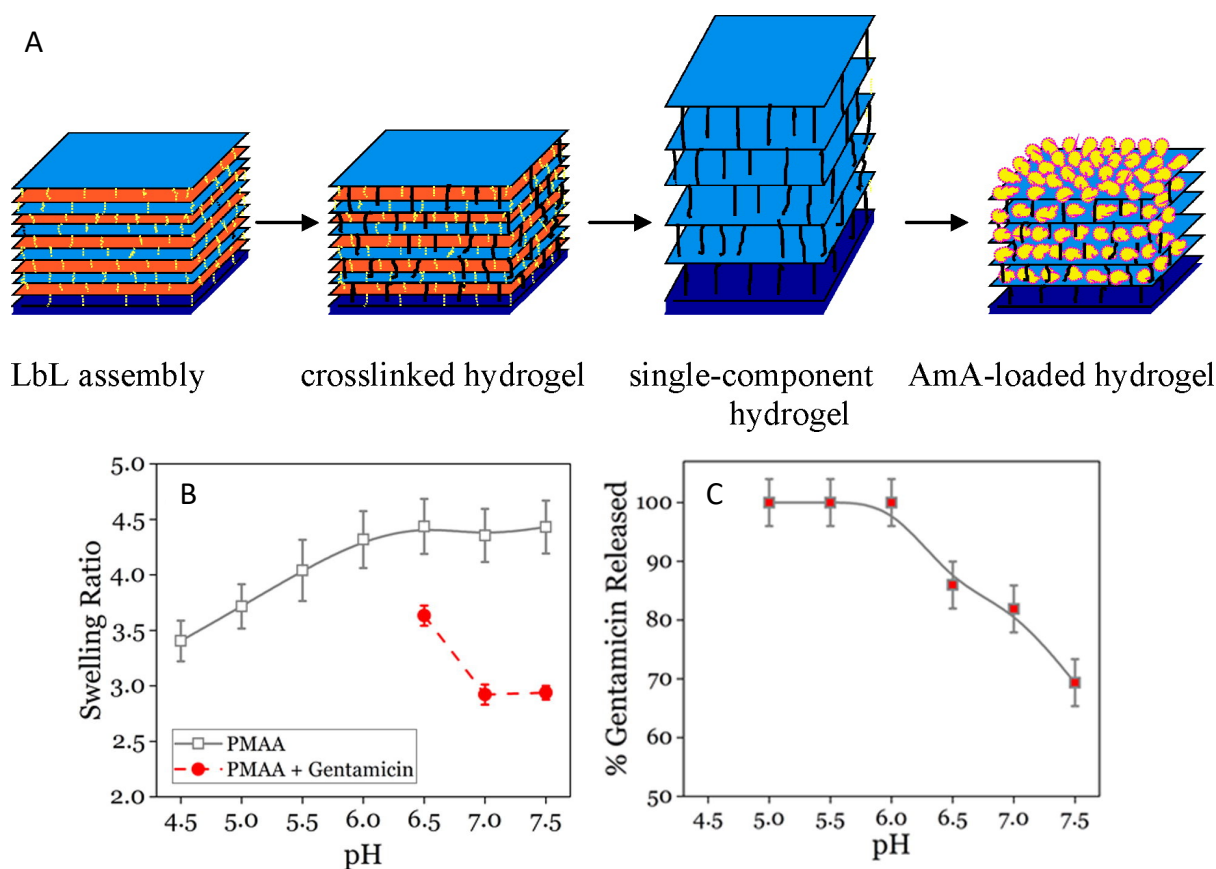 A
LbL assembly
crosslinked hydrogel
single-component
hydrogel
AmA-loaded hydrogel
B
Swelling Ratio
5.0
4.5
4.0
3.5
3.0
2.5
2.0
PMAA
PMAA + Gentamicin
4.5 5.0 5.5 6.0 6.5 7.0 7.5
pH
C
% Gentamicin Released
100
90
80
70
60
50
4.5 5.0 5.5 6.0 6.5 7.0 7.5
pH